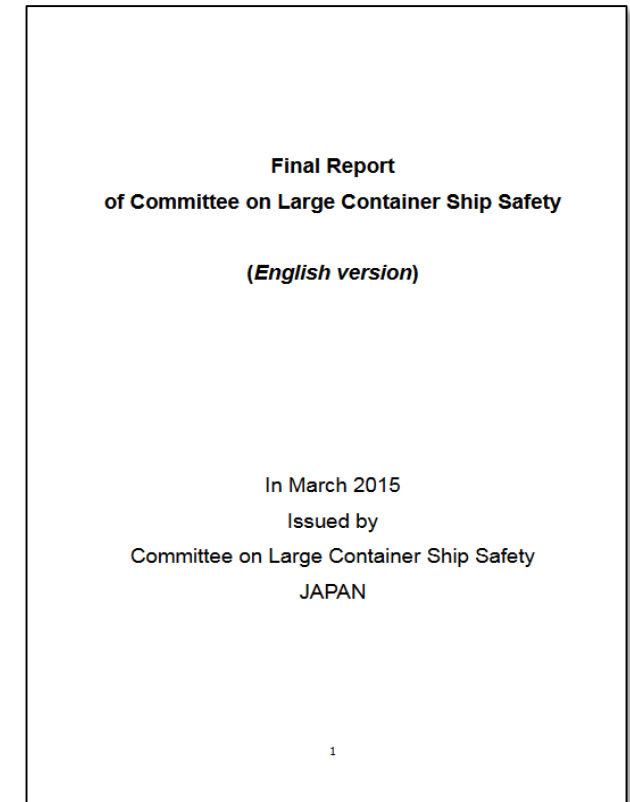 Final Report
of Committee on Large Container Ship Safety
(English version)
In March 2015
Issued by
Committee on Large Container Ship Safety
JAPAN
1